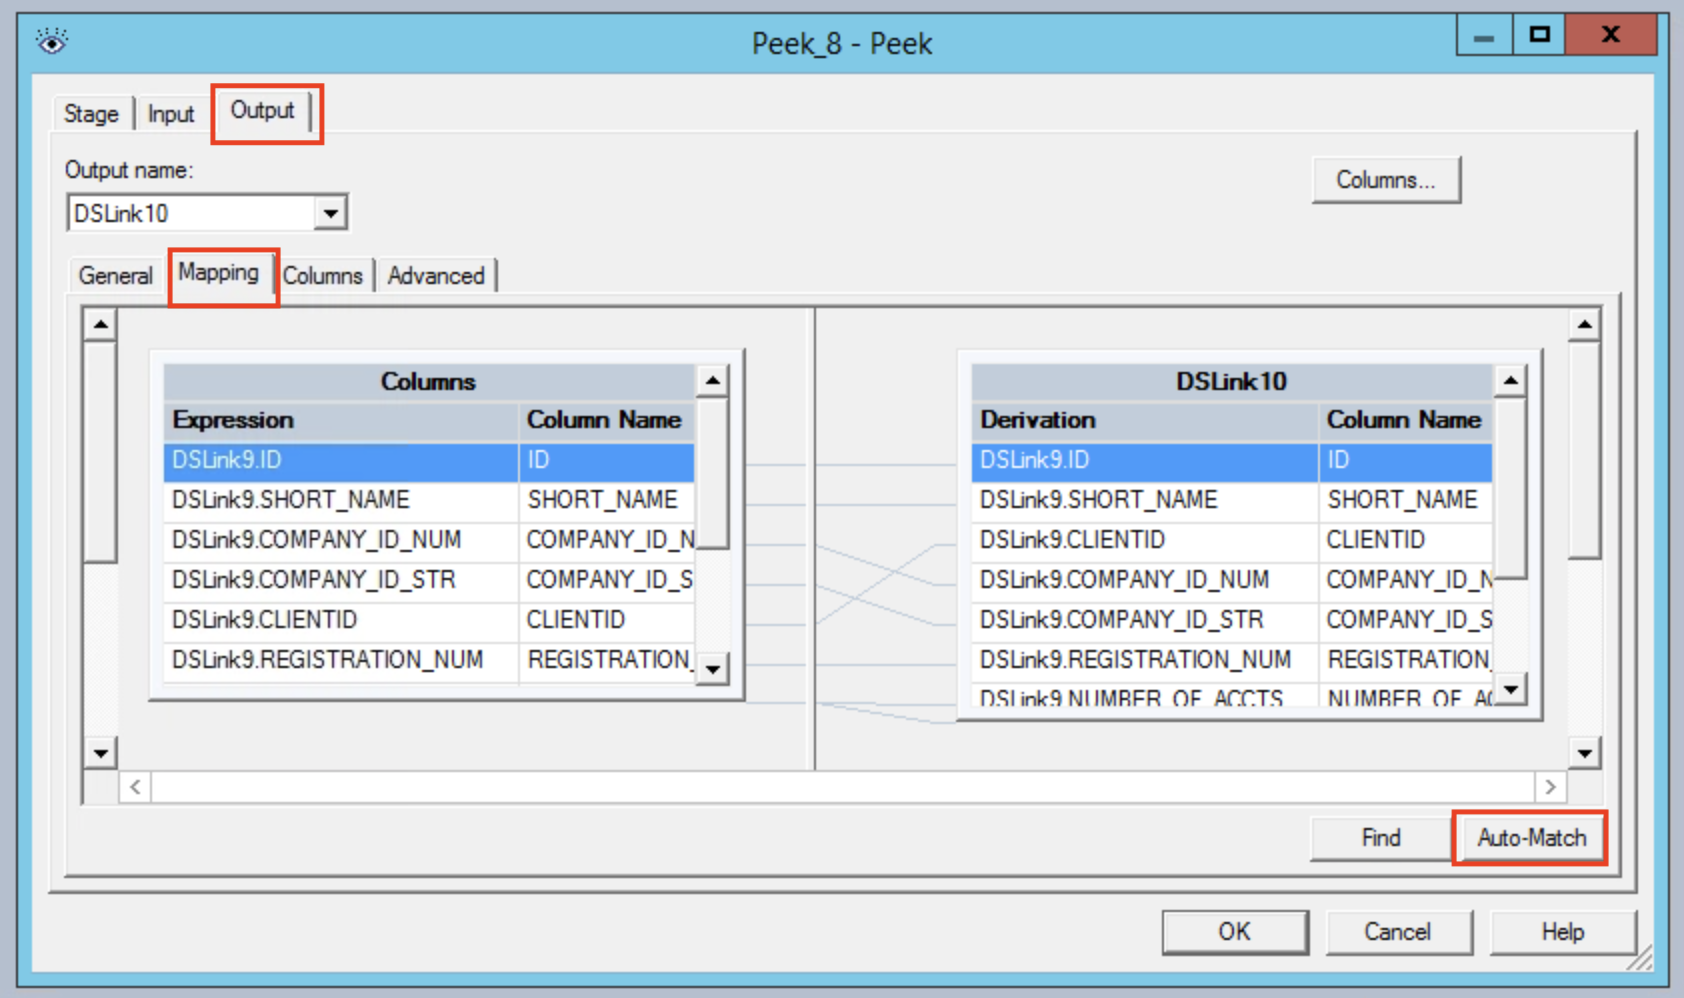 Peek_8 - Peek
Stage Input Output
Output name:
Columns...
DSLink10
General Mapping Columns Advanced
Columns
Expression Column Name
DSLink9.ID ID
DSLink9.SHORT_NAME SHORT_NAME
DSLink9.COMPANY_ID_NUM COMPANY_ID_N
DSLink9.COMPANY_ID_STR COMPANY_ID_S
DSLink9.CLIENTID CLIENTID
DSLink9.REGISTRATION_NUM REGISTRATION_
DSLink10
Derivation Column Name
DSLink9.ID ID
DSLink9.SHORT_NAME SHORT_NAME
DSLink9.CLIENTID CLIENTID
DSLink9.COMPANY_ID_NUM COMPANY_ID_N
DSLink9.COMPANY_ID_STR COMPANY_ID_S
DSLink9.REGISTRATION_NUM REGISTRATION_
DSLink9.NUMBER_OF_ACCTS NUMBER_OF_AC
Find Auto-Match
OK Cancel Help